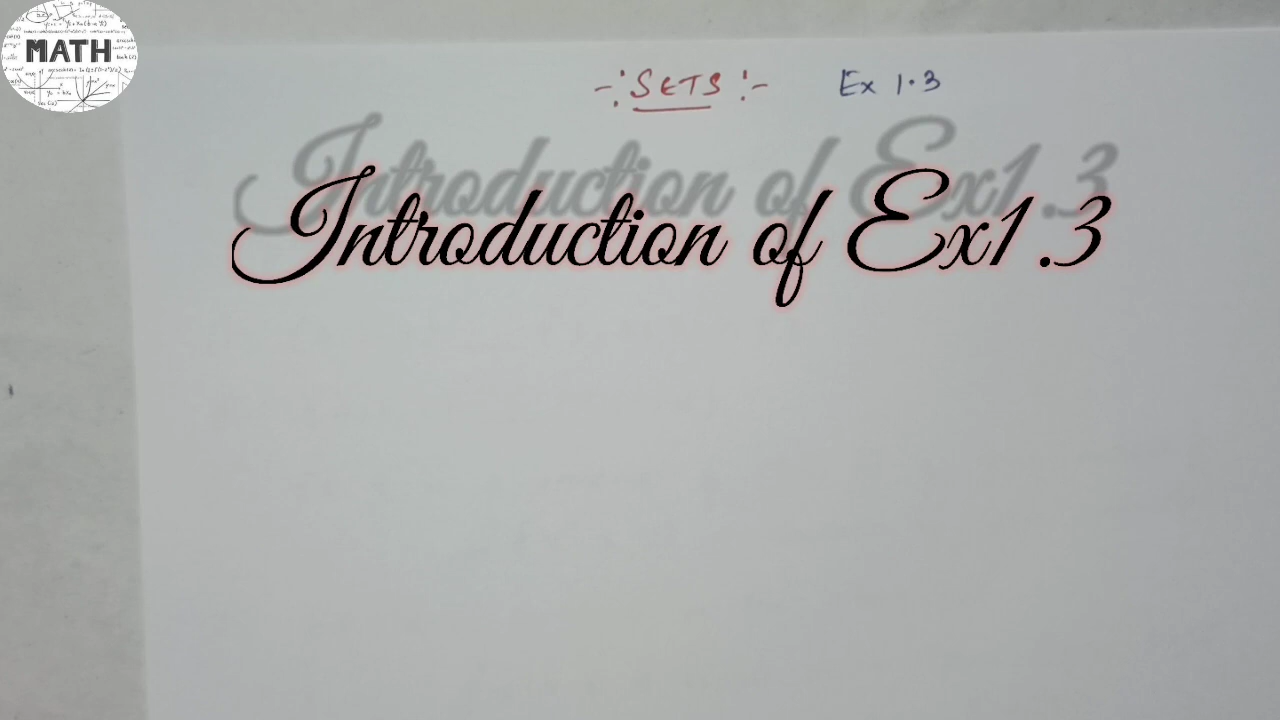 MATH
-:SETS:- Ex 1.3
Introduction of Ex1.3